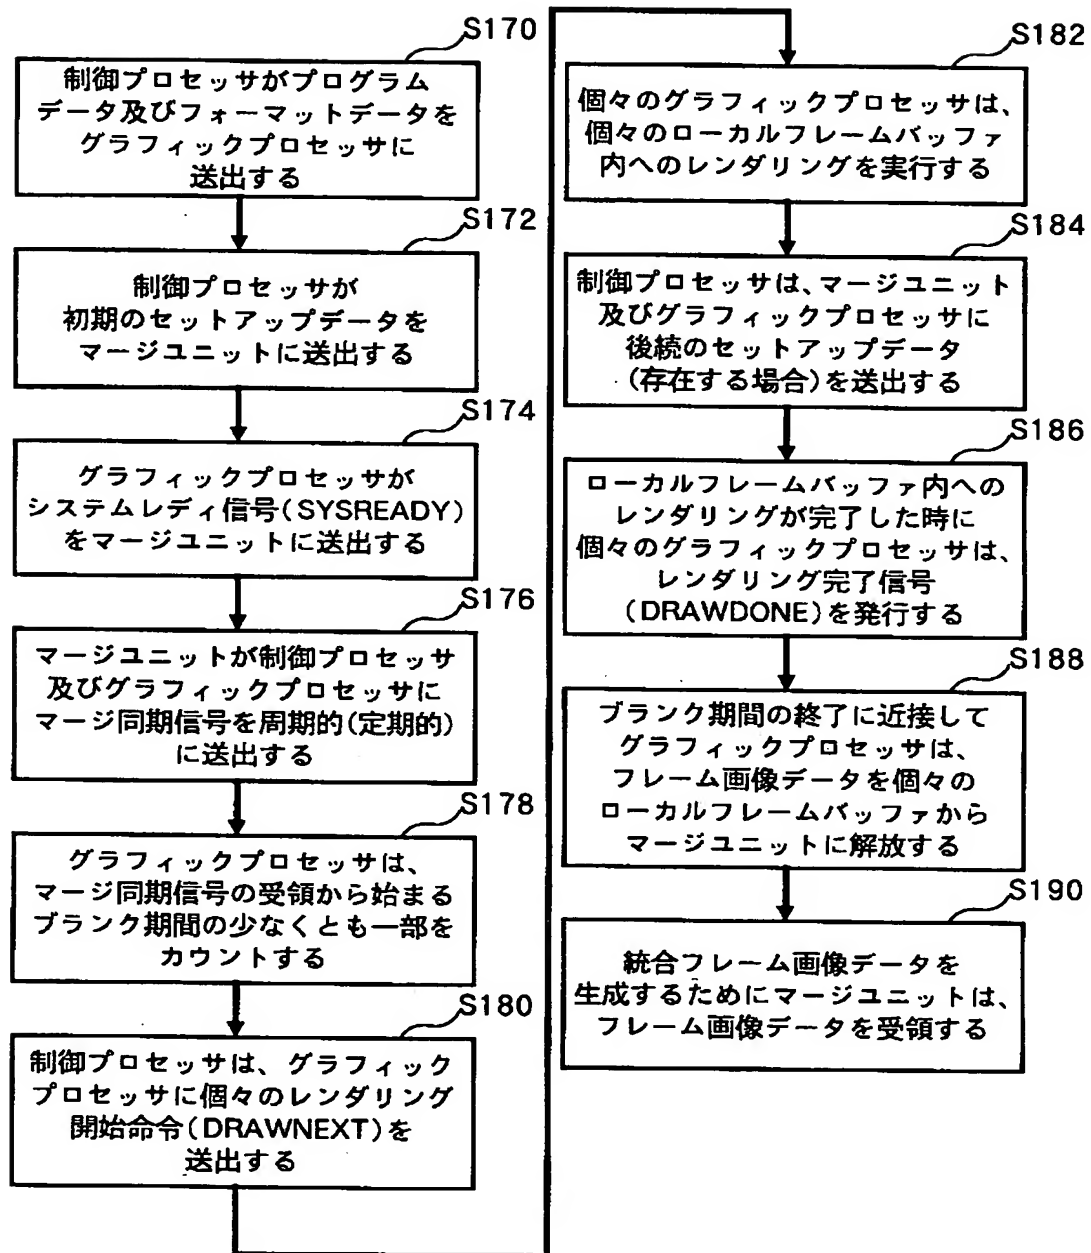 S170
制御プロセッサがプログラム
データ及びフォーマットデータを
グラフィックプロセッサに
送出する
S172
制御プロセッサが
初期のセットアップデータを
マージユニットに送出する
S174
グラフィックプロセッサが
システムレディ信号(SYSREADY)
をマージユニットに送出する
S176
マージユニットが制御プロセッサ
及びグラフィックプロセッサに
マージ同期信号を周期的(定期的)
に送出する
S178
グラフィックプロセッサは、
マージ同期信号の受領から始まる
ブランク期間の少なくとも一部を
カウントする
S180
制御プロセッサは、グラフィック
プロセッサに個々のレンダリング
開始命令(DRAWNEXT)を
送出する
S182
個々のグラフィックプロセッサは、
個々のローカルフレームバッファ
内へのレンダリングを実行する
S184
制御プロセッサは、マージユニット
及びグラフィックプロセッサに
後続のセットアップデータ
(存在する場合)を送出する
S186
ローカルフレームバッファ内への
レンダリングが完了した時に
個々のグラフィックプロセッサは、
レンダリング完了信号
(DRAWDONE)を発行する
S188
ブランク期間の終了に近接して
グラフィックプロセッサは、
フレーム画像データを個々の
ローカルフレームバッファから
マージユニットに解放する
S190
統合フレーム画像データを
生成するためにマージユニットは、
フレーム画像データを受領する